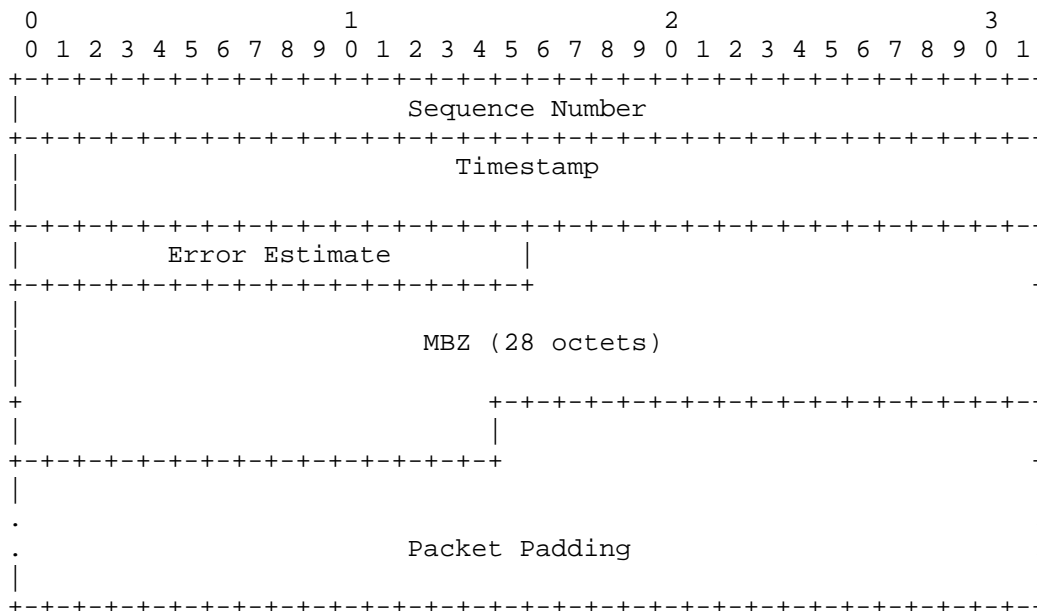 0                   1                   2                   3
0 1 2 3 4 5 6 7 8 9 0 1 2 3 4 5 6 7 8 9 0 1 2 3 4 5 6 7 8 9 0 1
Sequence Number
Timestamp
Error Estimate
MBZ (28 octets)
Packet Padding